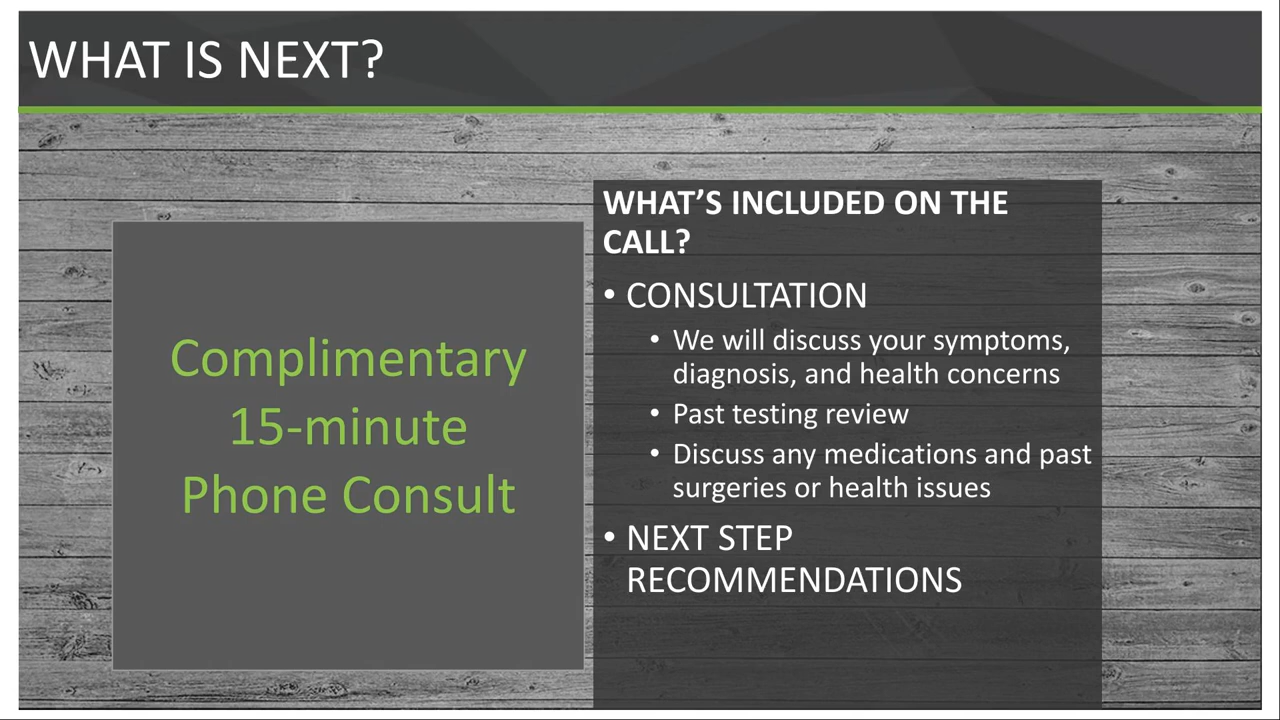 WHAT IS NEXT?
Complimentary
15-minute
Phone Consult
WHAT’S INCLUDED ON THE
CALL?
• CONSULTATION
• We will discuss your symptoms,
diagnosis, and health concerns
• Past testing review
• Discuss any medications and past
surgeries or health issues
• NEXT STEP
RECOMMENDATIONS